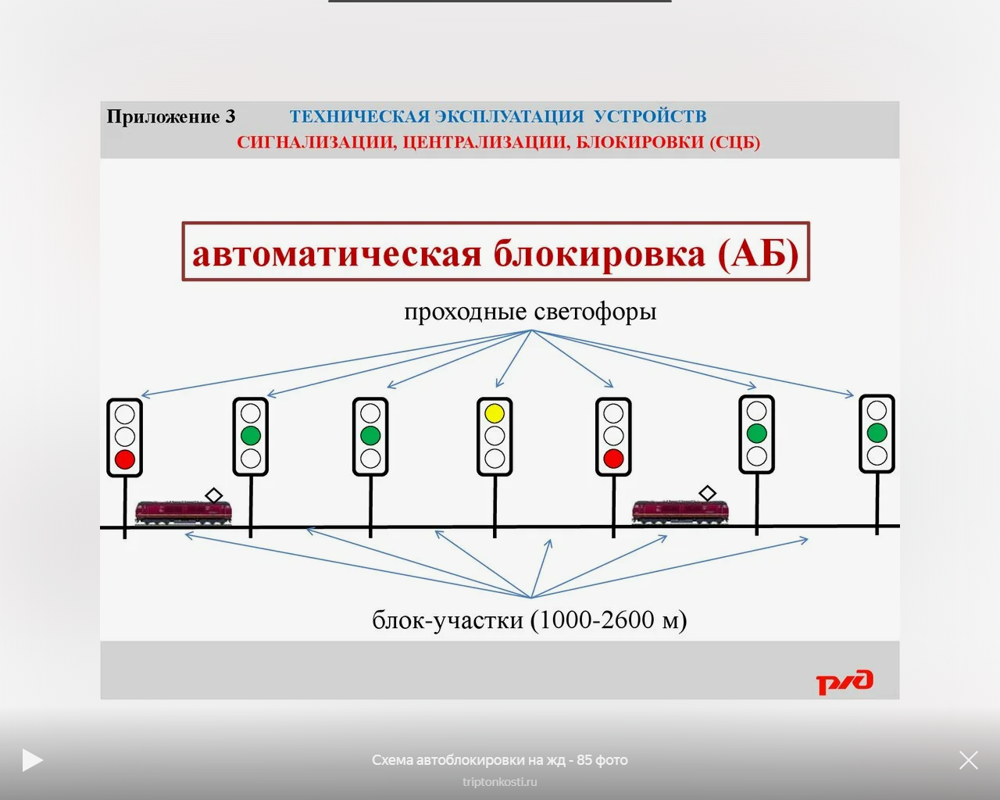 Приложение 3
ТЕХНИЧЕСКАЯ ЭКСПЛУАТАЦИЯ УСТРОЙСТВ
СИГНАЛИЗАЦИИ, ЦЕНТРАЛИЗАЦИИ, БЛОКИРОВКИ (СЦБ)
автоматическая блокировка (АБ)
проходные светофоры
блок-участки (1000-2600 м)
ржд
Схема автоблокировки на жд - 85 фото
triptonkosti.ru